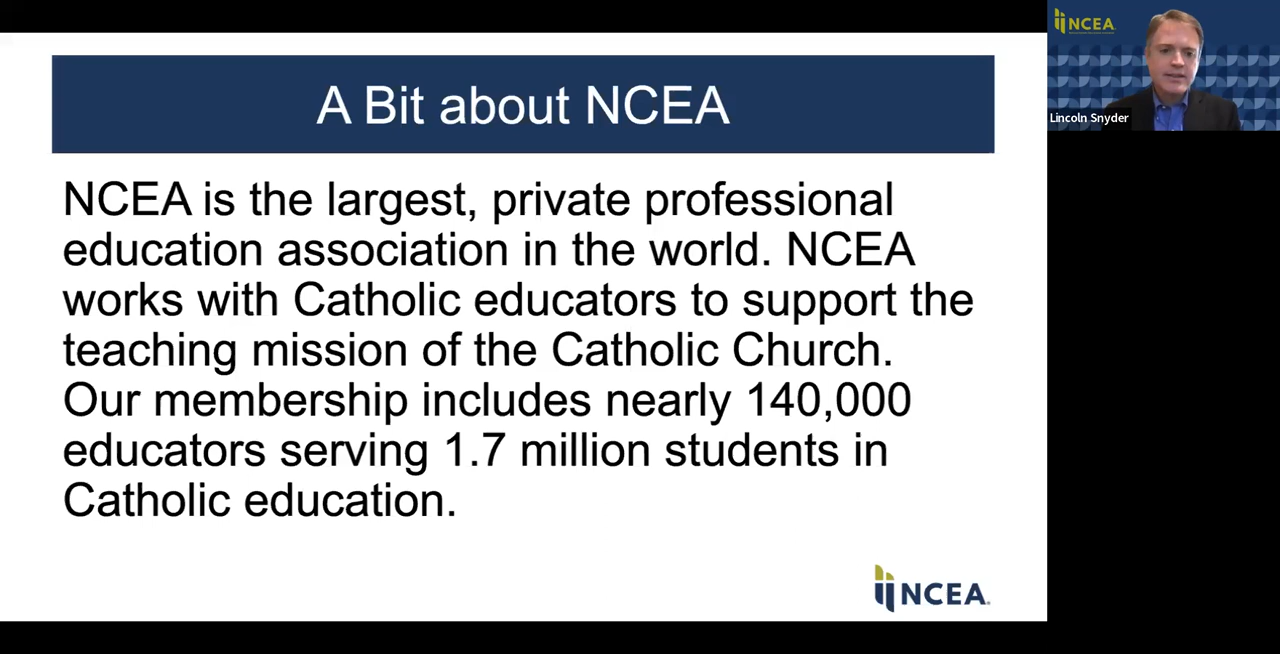 A Bit about NCEA
NCEA is the largest, private professional
education association in the world. NCEA
works with Catholic educators to support the
teaching mission of the Catholic Church.
Our membership includes nearly 140,000
educators serving 1.7 million students in
Catholic education.
NCEA
NCEA
Lincoln Snyder